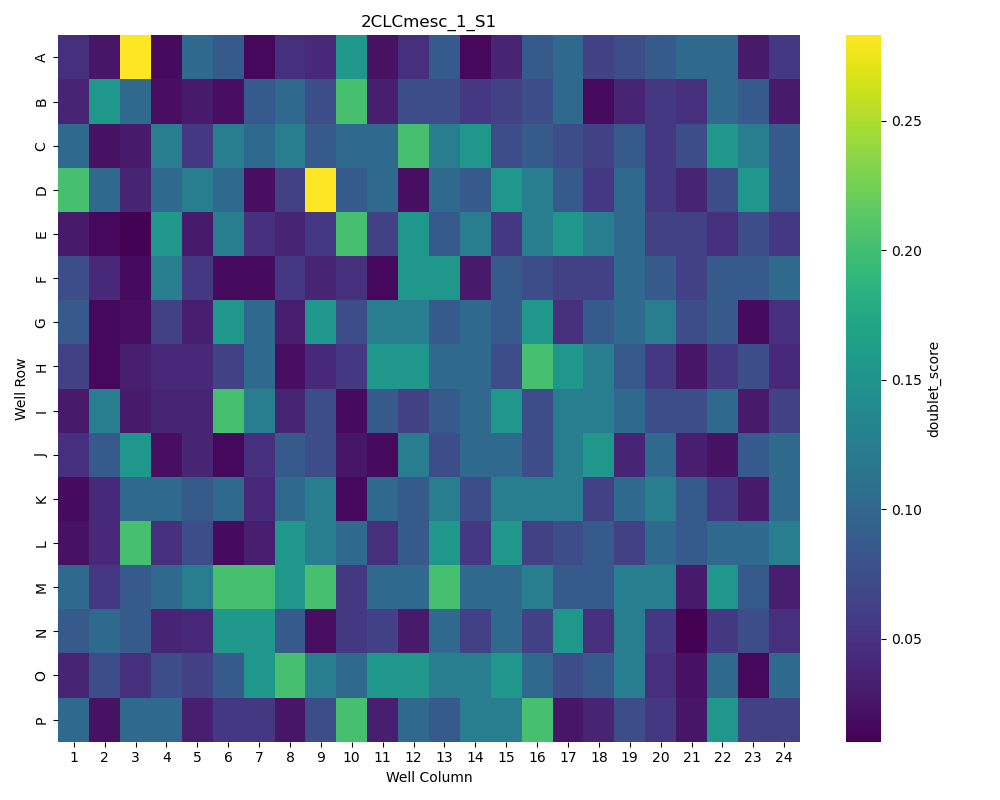 2CLCmesc_1_S1
A
B
C
D
E
F
G
H
I
J
K
L
M
N
O
P
Well Row
1 2 3 4 5 6 7 8 9 10 11 12 13 14 15 16 17 18 19 20 21 22 23 24
Well Column
0.25
0.20
0.15
0.10
0.05
doublet_score